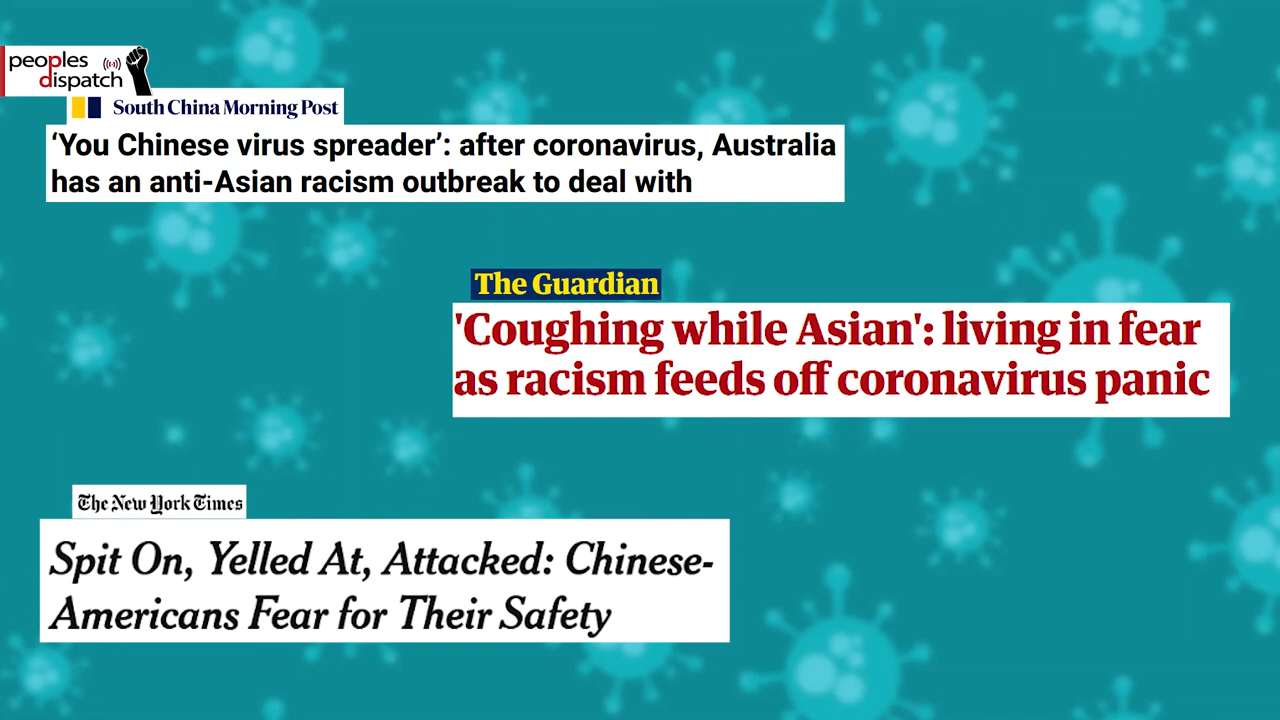 peoples
dispatch
South China Morning Post
‘You Chinese virus spreader’: after coronavirus, Australia
has an anti-Asian racism outbreak to deal with
The Guardian
'Coughing while Asian': living in fear
as racism feeds off coronavirus panic
The New York Times
Spit On, Yelled At, Attacked: Chinese-
Americans Fear for Their Safety